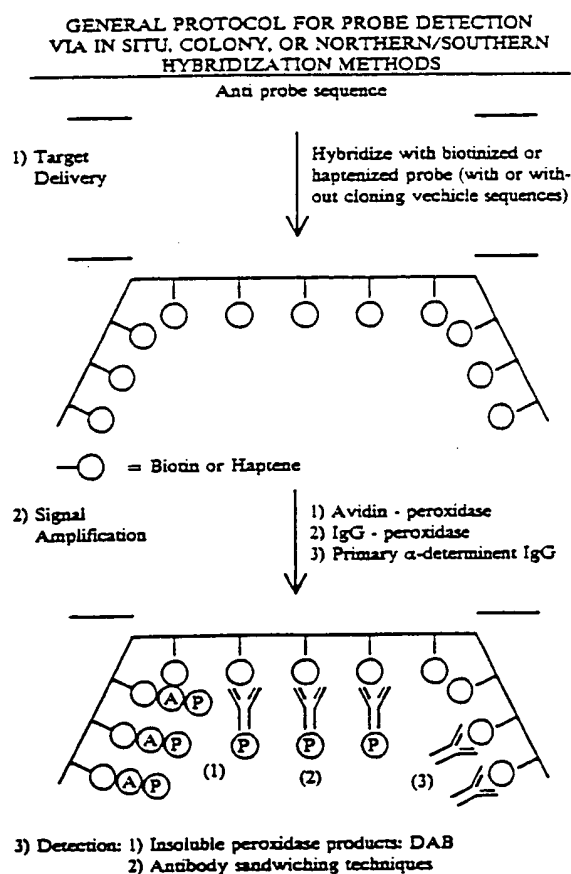 GENERAL PROTOCOL FOR PROBE DETECTION
VIA IN SITU, COLONY, OR NORTHERN/SOUTHERN
HYBRIDIZATION METHODS
Anti probe sequence
1) Target
Delivery
Hybridize with biotinized or
haptenized probe (with or with-
out cloning vechicle sequences)
= Biotin or Haptene
2) Signal
Amplification
1) Avidin - peroxidase
2) IgG - peroxidase
3) Primary α-determinent IgG
A P
A P
A P
P P P
(1) (2) (3)
3) Detection: 1) Insoluble peroxidase products: DAB
2) Antibody sandwiching techniques